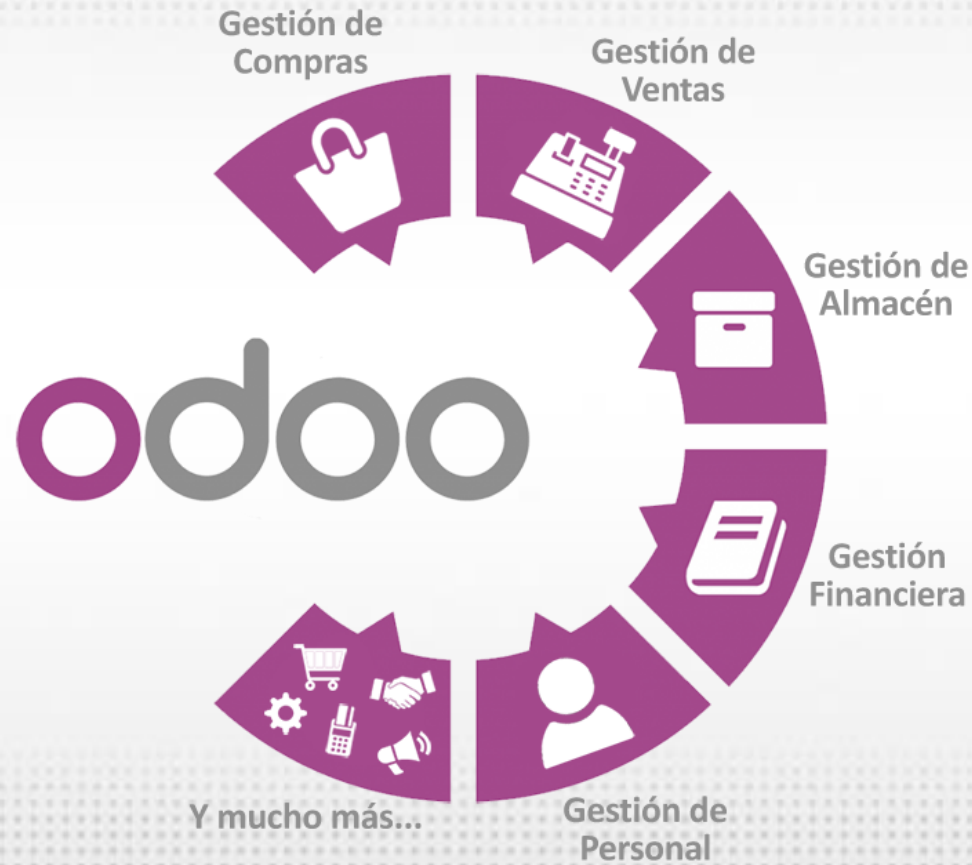 Gestión de
Compras
Gestión de
Ventas
Gestión de
Almacén
odoo
Gestión
Financiera
Y mucho más...
Gestión de
Personal